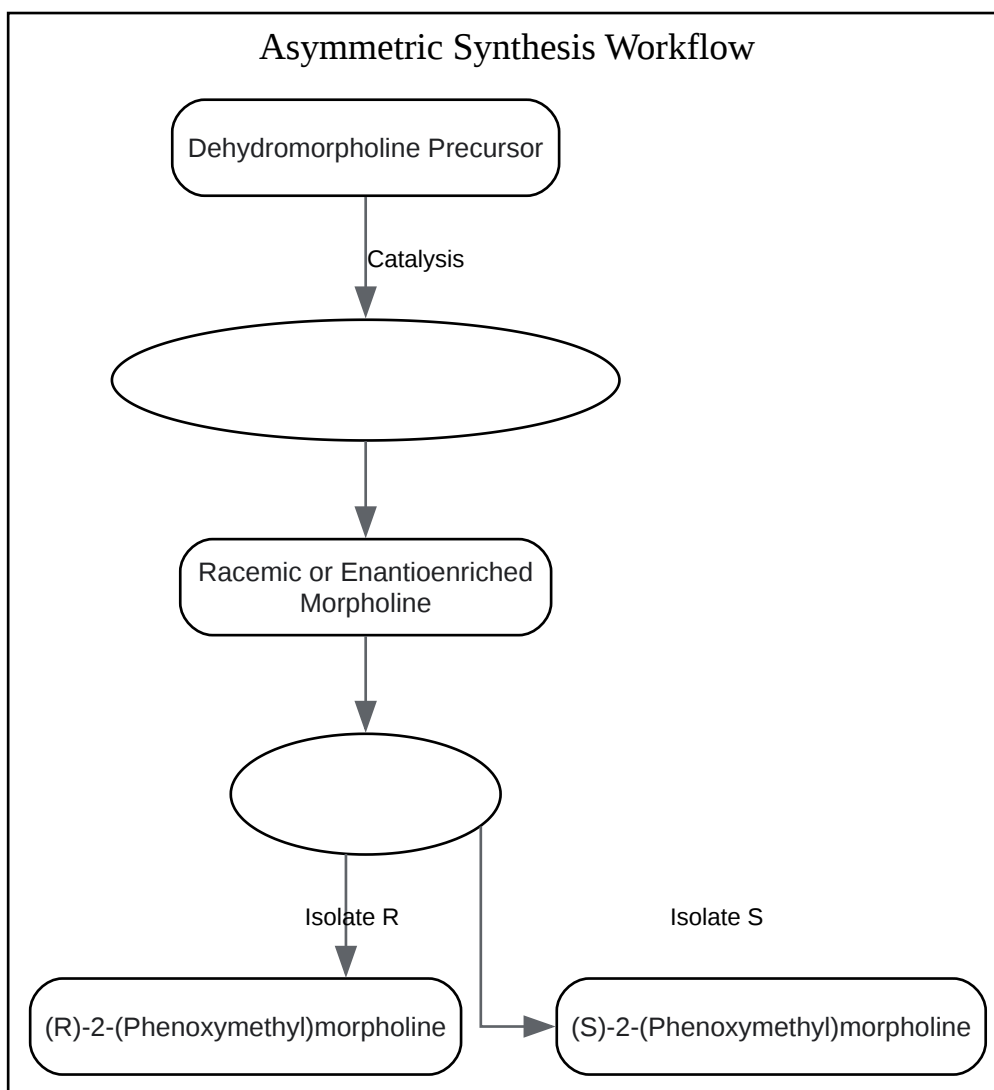 Asymmetric Synthesis Workflow
Dehydromorpholine Precursor
Catalysis
Racemic or Enantioenriched
Morpholine
Isolate R
Isolate S
(R)-2-(Phenoxymethyl)morpholine
(S)-2-(Phenoxymethyl)morpholine